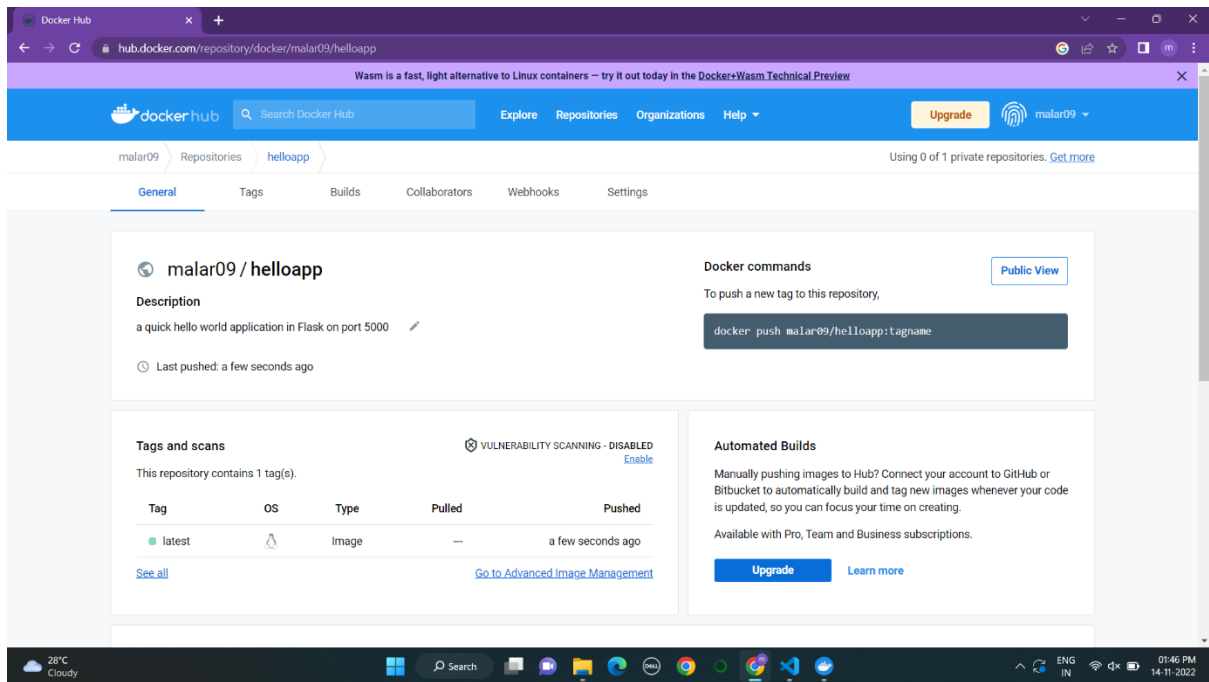 Docker Hub
hub.docker.com/repository/docker/malar09/helloapp
m
Wasm is a fast, light alternative to Linux containers — try it out today in the Docker+Wasm Technical Preview
dockerhub
Search Docker Hub
Explore Repositories Organizations Help
Upgrade
malar09
malar09 Repositories helloapp
Using 0 of 1 private repositories. Get more
General Tags Builds Collaborators Webhooks Settings
malar09 / helloapp
Description
a quick hello world application in Flask on port 5000
Last pushed: a few seconds ago
Docker commands
Public View
To push a new tag to this repository,
docker push malar09/helloapp:tagname
Tags and scans
VULNERABILITY SCANNING - DISABLED
Enable
This repository contains 1 tag(s).
Tag OS Type Pulled Pushed
latest Image --- a few seconds ago
See all
Go to Advanced Image Management
Automated Builds
Manually pushing images to Hub? Connect your account to GitHub or
Bitbucket to automatically build and tag new images whenever your code
is updated, so you can focus your time on creating.
Available with Pro, Team and Business subscriptions.
Upgrade Learn more
28°C
Cloudy
Search
DELL
ENG
IN
01:46 PM
14-11-2022